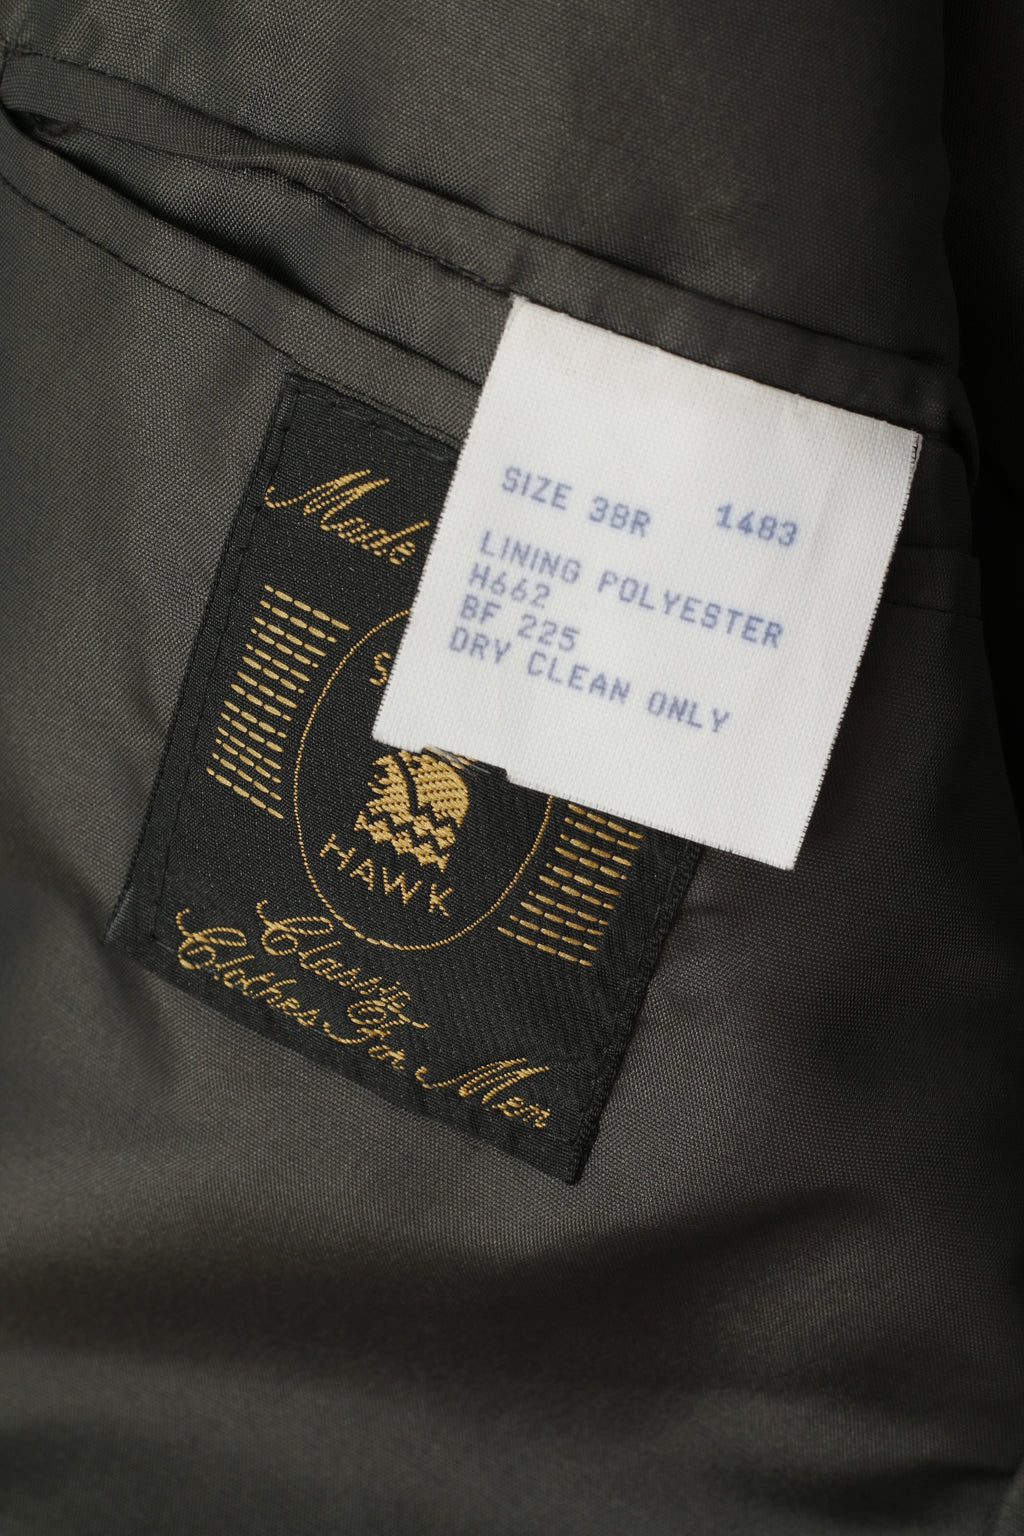 SIZE 38R 1483
LINING POLYESTER
H662
BF 225
DRY CLEAN ONLY
Made
S
HAWK
Classic
Clothes For Men